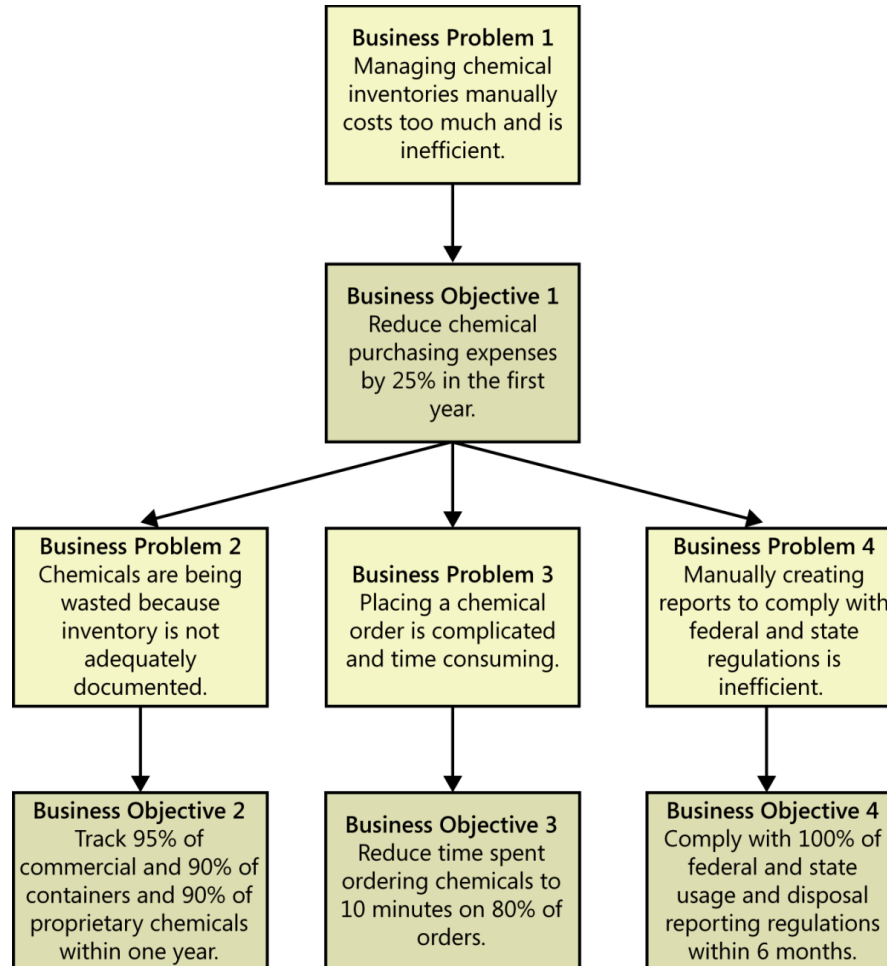 Business Problem 1
Managing chemical
inventories manually
costs too much and is
inefficient.
Business Objective 1
Reduce chemical
purchasing expenses
by 25% in the first
year.
Business Problem 2
Chemicals are being
wasted because
inventory is not
adequately
documented.
Business Problem 3
Placing a chemical
order is complicated
and time consuming.
Business Problem 4
Manually creating
reports to comply with
federal and state
regulations is
inefficient.
Business Objective 2
Track 95% of
commercial and 90% of
containers and 90% of
proprietary chemicals
within one year.
Business Objective 3
Reduce time spent
ordering chemicals to
10 minutes on 80% of
orders.
Business Objective 4
Comply with 100% of
federal and state
usage and disposal
reporting regulations
within 6 months.